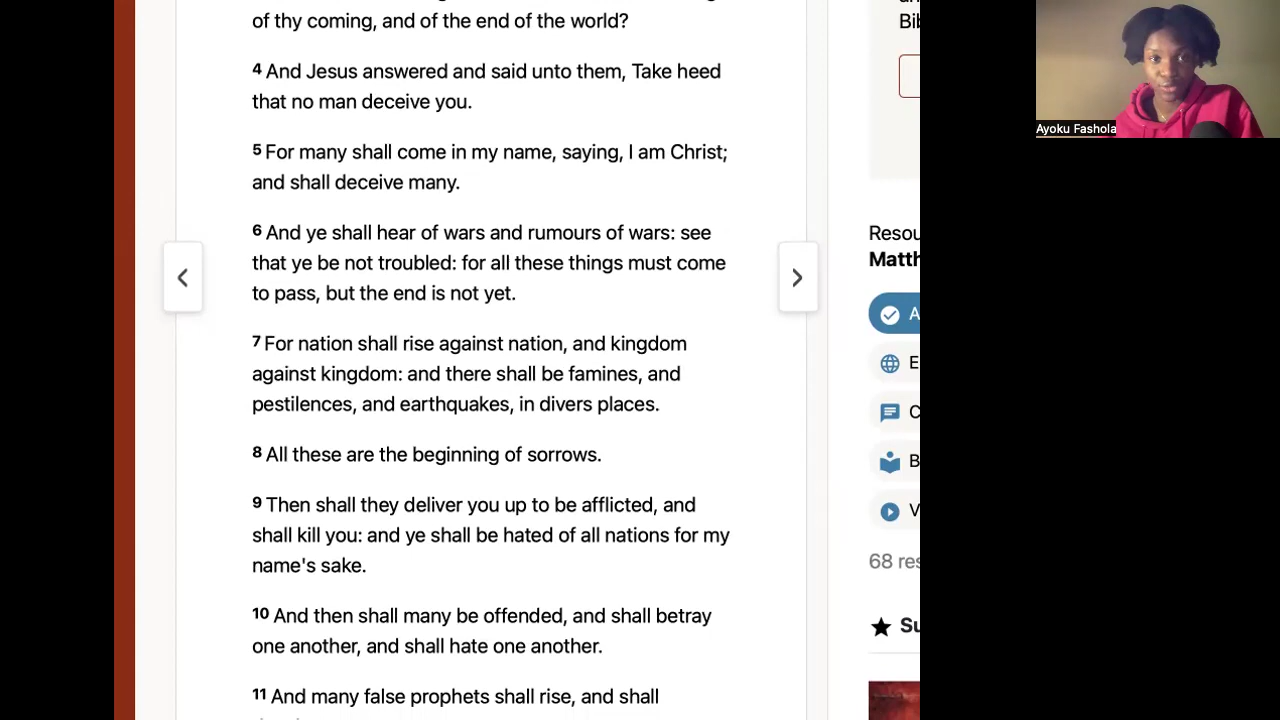 of thy coming, and of the end of the world?
4 And Jesus answered and said unto them, Take heed
that no man deceive you.
5 For many shall come in my name, saying, I am Christ;
and shall deceive many.
6 And ye shall hear of wars and rumours of wars: see
that ye be not troubled: for all these things must come
to pass, but the end is not yet.
7 For nation shall rise against nation, and kingdom
against kingdom: and there shall be famines, and
pestilences, and earthquakes, in divers places.
8 All these are the beginning of sorrows.
9 Then shall they deliver you up to be afflicted, and
shall kill you: and ye shall be hated of all nations for my
name's sake.
10 And then shall many be offended, and shall betray
one another, and shall hate one another.
11 And many false prophets shall rise, and shall
Bib
Resou
Matth
A
E
C
B
V
68 res
Su
Ayoku Fashola